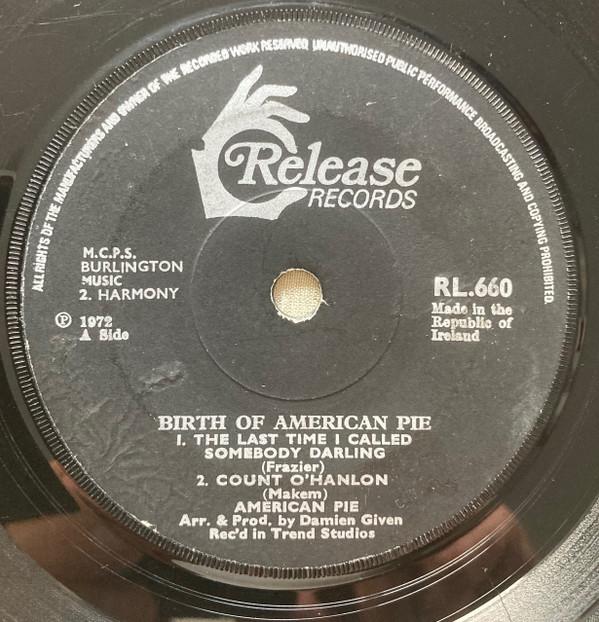 ALL RIGHTS OF THE MANUFACTURERS AND OWNER OF THE RECORDED WORK RESERVED UNAUTHORISED PUBLIC PERFORMANCE BROADCASTING AND COPYING PROHIBITED.
Release
RECORDS
M.C.P.S.
BURLINGTON
MUSIC
2. HARMONY
Ⓟ 1972
A Side
RL.660
Made in the
Republic of
Ireland
BIRTH OF AMERICAN PIE
1. THE LAST TIME I CALLED
SOMEBODY DARLING
(Frazier)
2. COUNT O'HANLON
(Makem)
AMERICAN PIE
Arr. & Prod. by Damien Given
Rec'd in Trend Studios